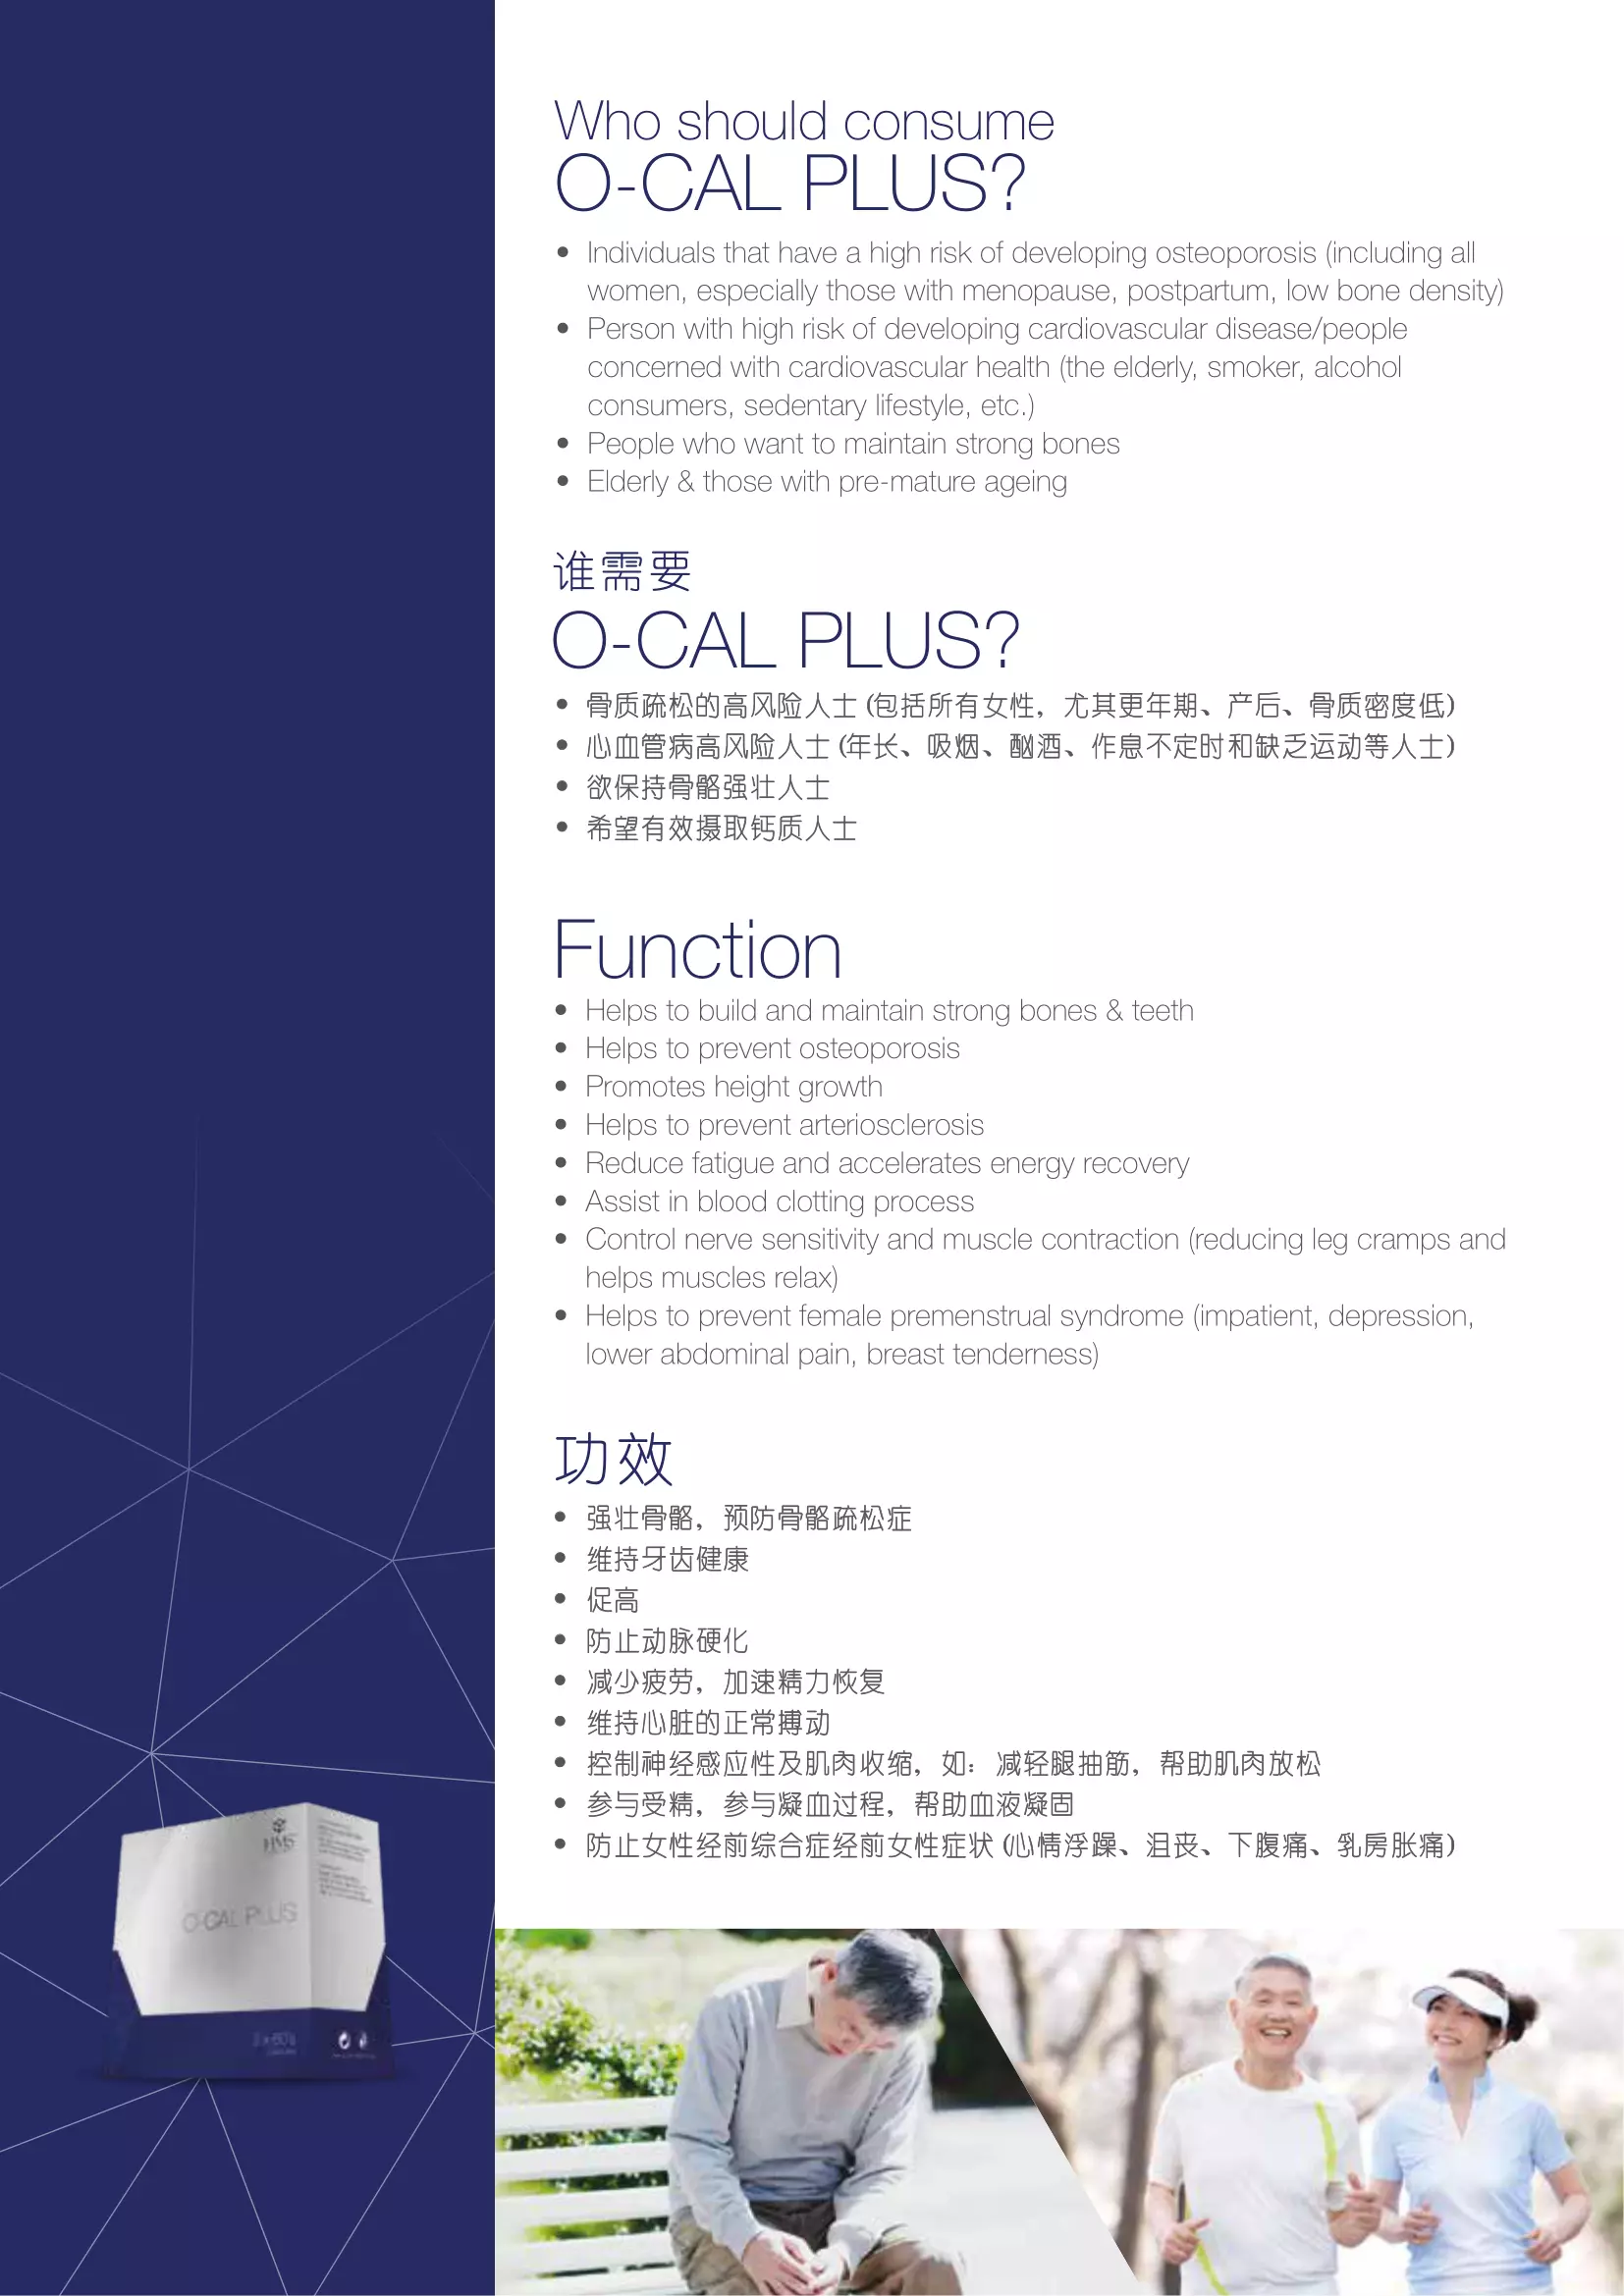 Who should consume
O-CAL PLUS?
• Individuals that have a high risk of developing osteoporosis (including all
women, especially those with menopause, postpartum, low bone density)
• Person with high risk of developing cardiovascular disease/people
concerned with cardiovascular health (the elderly, smoker, alcohol
consumers, sedentary lifestyle, etc.)
• People who want to maintain strong bones
• Elderly & those with pre-mature ageing
谁需要
O-CAL PLUS?
• 骨质疏松的高风险人士 (包括所有女性，尤其更年期、产后、骨质密度低)
• 心血管病高风险人士 (年长、吸烟、酗酒、作息不定时和缺乏运动等人士)
• 欲保持骨骼强壮人士
• 希望有效摄取钙质人士
Function
• Helps to build and maintain strong bones & teeth
• Helps to prevent osteoporosis
• Promotes height growth
• Helps to prevent arteriosclerosis
• Reduce fatigue and accelerates energy recovery
• Assist in blood clotting process
• Control nerve sensitivity and muscle contraction (reducing leg cramps and
helps muscles relax)
• Helps to prevent female premenstrual syndrome (impatient, depression,
lower abdominal pain, breast tenderness)
功效
• 强壮骨骼，预防骨骼疏松症
• 维持牙齿健康
• 促高
• 防止动脉硬化
• 减少疲劳，加速精力恢复
• 维持心脏的正常搏动
• 控制神经感应性及肌肉收缩，如：减轻腿抽筋，帮助肌肉放松
• 参与受精，参与凝血过程，帮助血液凝固
• 防止女性经前综合症经前女性症状 (心情浮躁、沮丧、下腹痛、乳房胀痛)
HMS
O-CAL PLUS